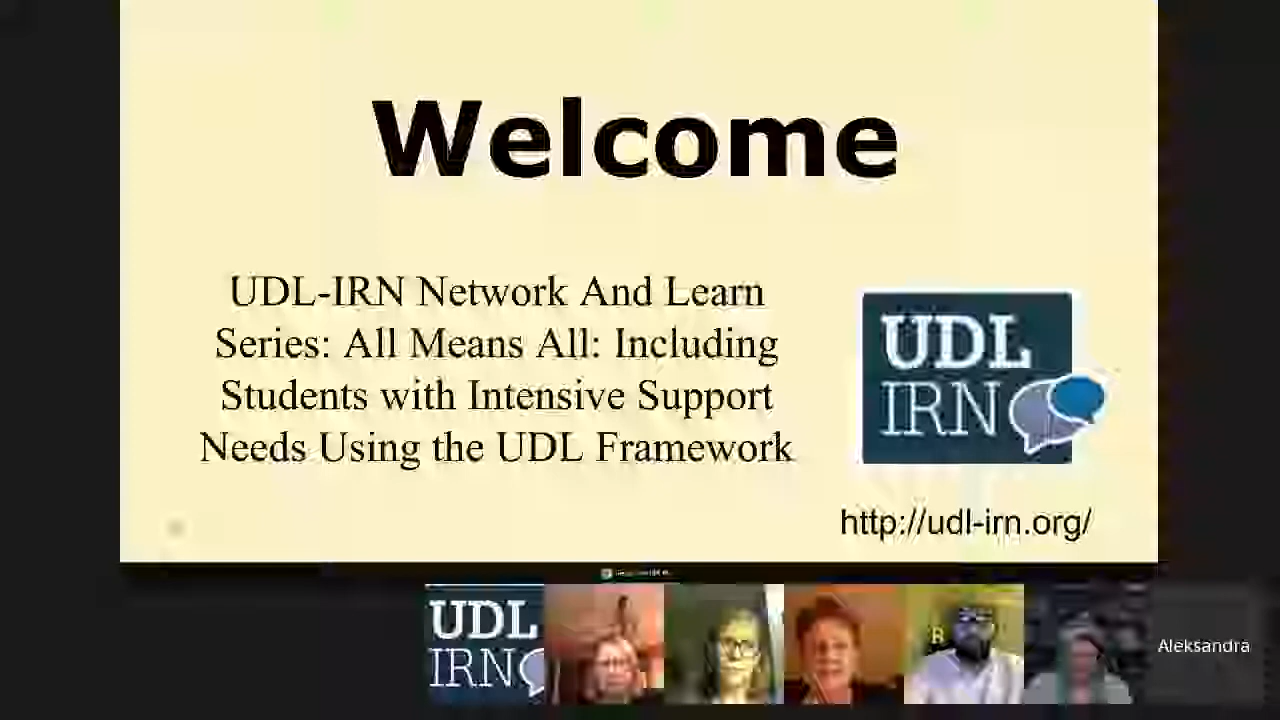 Welcome
UDL-IRN Network And Learn
Series: All Means All: Including
Students with Intensive Support
Needs Using the UDL Framework
UDL
IRN
http://udl-irn.org/
UDL
IRN
R
Aleksandra